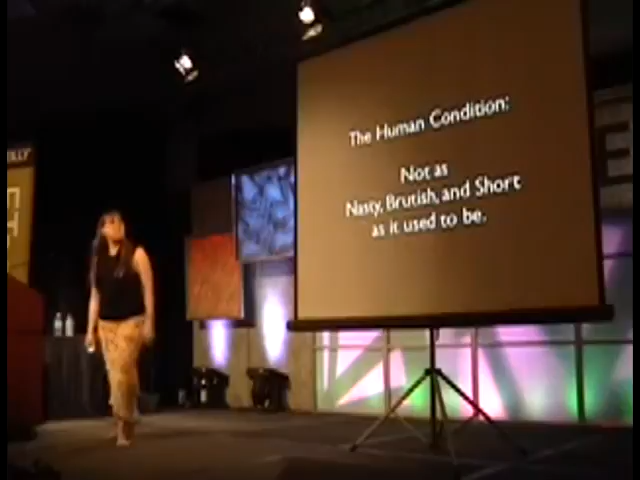 The Human Condition:
Not as
Nasty, Brutish, and Short
as it used to be.